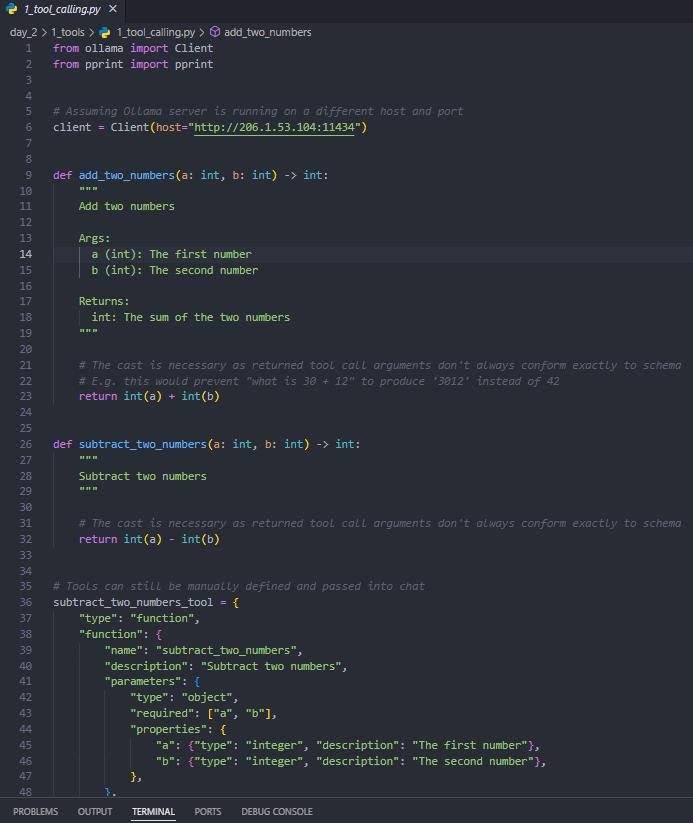 1_tool_calling.py ×
day_2 > 1_tools > 1_tool_calling.py > add_two_numbers
1 from ollama import Client
2 from pprint import pprint
3
4
5 # Assuming Ollama server is running on a different host and port
6 client = Client(host="http://206.1.53.104:11434")
7
8
9 def add_two_numbers(a: int, b: int) -> int:
10     """
11     Add two numbers
12
13     Args:
14       a (int): The first number
15       b (int): The second number
16
17     Returns:
18       int: The sum of the two numbers
19     """
20
21     # The cast is necessary as returned tool call arguments don't always conform exactly to schema
22     # E.g. this would prevent "what is 30 + 12" to produce '3012' instead of 42
23     return int(a) + int(b)
24
25
26 def subtract_two_numbers(a: int, b: int) -> int:
27     """
28     Subtract two numbers
29     """
30
31     # The cast is necessary as returned tool call arguments don't always conform exactly to schema
32     return int(a) - int(b)
33
34
35 # Tools can still be manually defined and passed into chat
36 subtract_two_numbers_tool = {
37     "type": "function",
38     "function": {
39         "name": "subtract_two_numbers",
40         "description": "Subtract two numbers",
41         "parameters": {
42             "type": "object",
43             "required": ["a", "b"],
44             "properties": {
45                 "a": {"type": "integer", "description": "The first number"},
46                 "b": {"type": "integer", "description": "The second number"},
47             },
48         },
PROBLEMS OUTPUT TERMINAL PORTS DEBUG CONSOLE